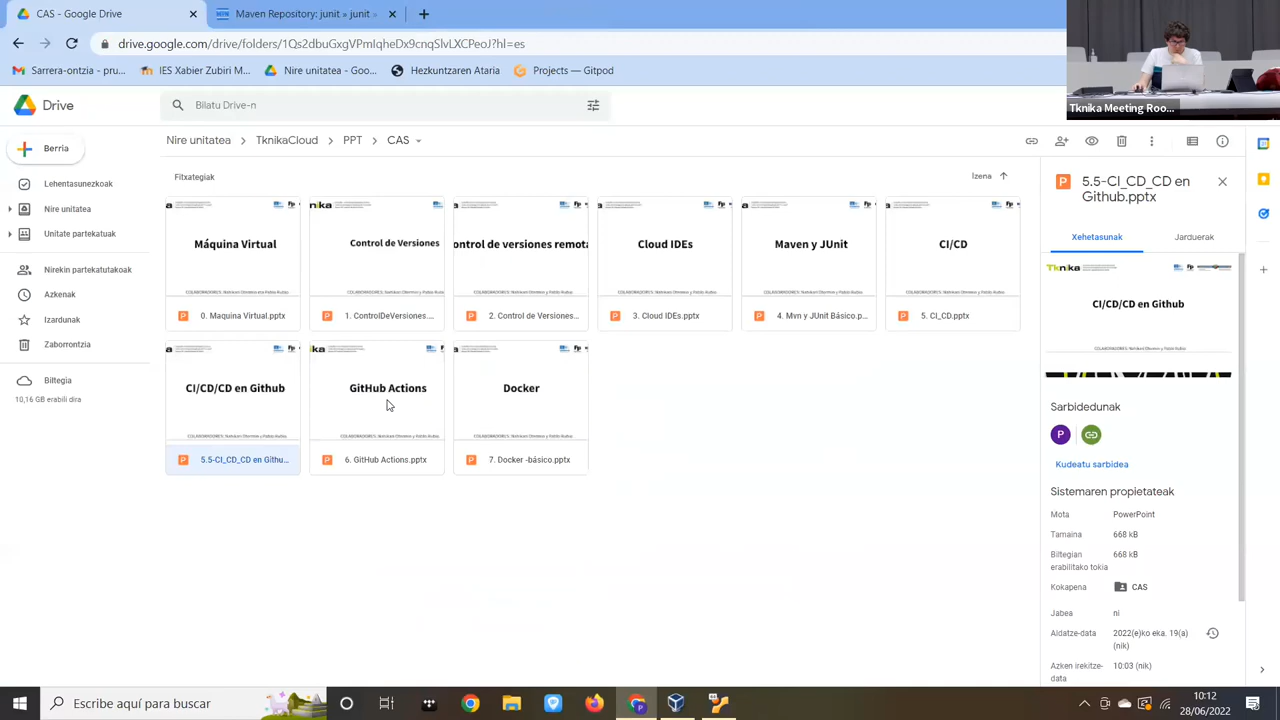 drive.google.com/drive/folders/1Qs2dbuGxgVPmIqheDx9cnqSlvLXCPeoJ?hl=es
Sarrera-ontzia - pru...
IES Xabier Muzur...
Nire unitatea - Goo...
Hezkuntzaren Ataria
Projects — Gitpod
Tknika Meeting Roo...
Drive
Bilatu Drive-n
Berria
Nire unitatea
TknikaCloud
PPT
CAS
Lehentasunezkoak
Nire unitatea
Unitate partekatuak
Nirekin partekatutakoak
Azkenak
Izardunak
Zaborrontzia
Biltegia
10,16 GB erabili dira
Fitxategiak
Izena
Máquina Virtual
0. Maquina Virtual.pptx
Control de Versiones
1. ControlDeVersiones....
ontrol de versiones remota
2. Control de Versiones...
Cloud IDEs
3. Cloud IDEs.pptx
Maven y JUnit
4. Mvn y JUnit Básico.p...
CI/CD
5. CI_CD.pptx
CI/CD/CD en Github
5.5-CI_CD_CD en Githu...
GitHub Actions
6. GitHub Actions.pptx
Docker
7. Docker -básico.pptx
5.5-CI_CD_CD en
Github.pptx
Xehetasunak
Jarduerak
Tknika
CI/CD/CD en Github
Sarbidedunak
P
Kudeatu sarbidea
Sistemaren propietateak
Mota
PowerPoint
Tamaina
668 kB
Biltegian
erabilitako tokia
668 kB
Kokapena
CAS
Jabea
ni
Aldatze-data
2022(e)ko eka. 19(a)
(nik)
Azken irekitze-
data
10:03 (nik)
Escribe aquí para buscar
10:12
28/06/2022